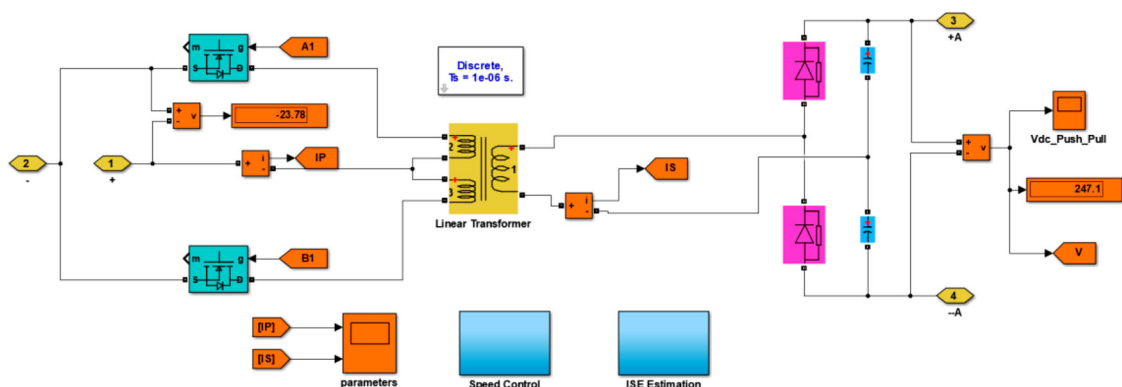 m g
S D
A1
Discrete,
Ts = 1e-06 s.
3
+A
+
-
v
-23.78
2
-
1
+
+
-
i
IP
+
2
+
3
+
1
Linear Transformer
+
i
-
IS
+
+
-
v
Vdc_Push_Pull
247.1
V
m g
S D
B1
+
4
--A
[IP]
[IS]
parameters
Speed Control
ISE Estimation